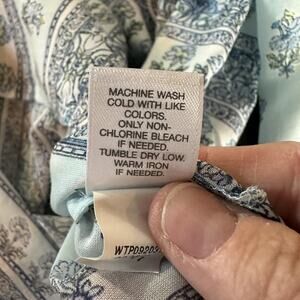 MACHINE WASH
COLD WITH LIKE
COLORS.
ONLY NON-
CHLORINE BLEACH
IF NEEDED.
TUMBLE DRY LOW.
WARM IRON
IF NEEDED.